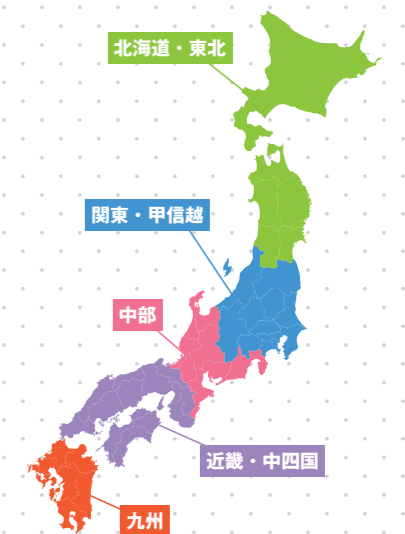 北海道・東北
関東・甲信越
中部
近畿・中四国
九州